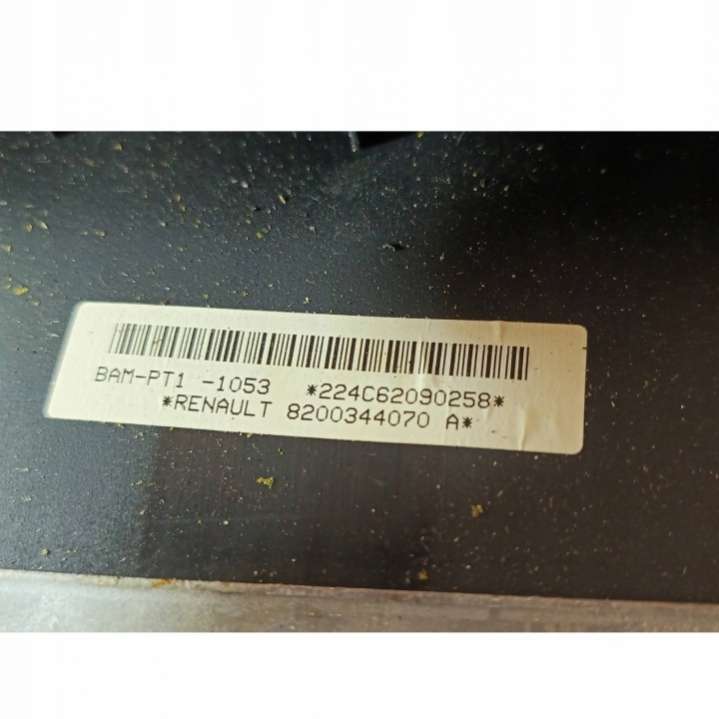 BAM-PT1 -1053 *224C62090258*
*RENAULT 8200344070 A*